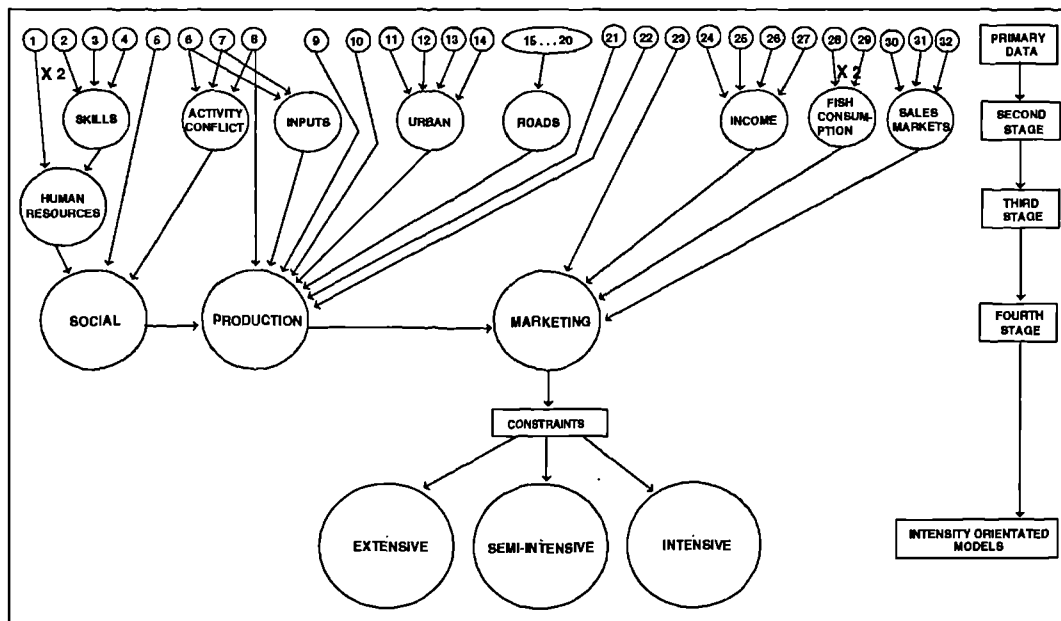 1 2 3 4 5 6 7 8 9 10 11 12 13 14 15 ... 20 21 22 23 24 25 26 27 28 29 30 31 32
PRIMARY
DATA
X 2
X 2
SKILLS
ACTIVITY
CONFLICT
INPUTS
URBAN
ROADS
INCOME
FISH
CONSUM-
PTION
SALES
MARKETS
SECOND
STAGE
HUMAN
RESOURCES
THIRD
STAGE
SOCIAL
PRODUCTION
MARKETING
FOURTH
STAGE
CONSTRAINTS
EXTENSIVE
SEMI-INTENSIVE
INTENSIVE
INTENSITY ORIENTATED
MODELS